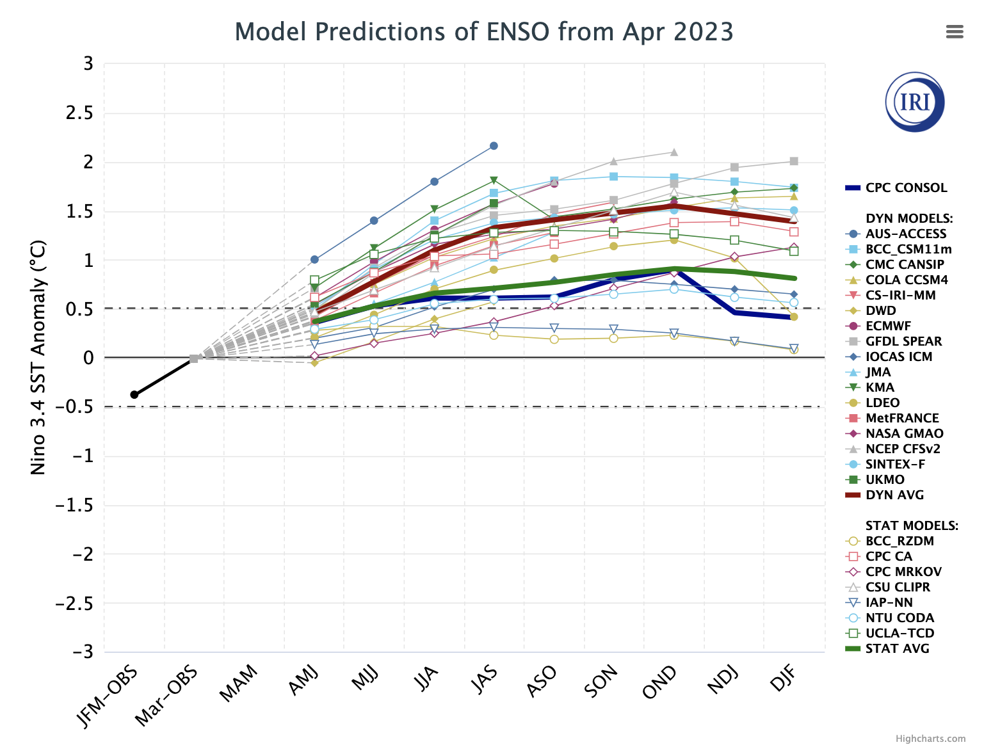 Model Predictions of ENSO from Apr 2023
Nino 3.4 SST Anomaly (°C)
3
2.5
2
1.5
1
0.5
0
−0.5
−1
−1.5
−2
−2.5
−3
JFM-OBS
Mar-OBS
MAM
AMJ
MJJ
JJA
JAS
ASO
SON
OND
NDJ
DJF
IRI
CPC CONSOL
DYN MODELS:
AUS-ACCESS
BCC_CSM11m
CMC CANSIP
COLA CCSM4
CS-IRI-MM
DWD
ECMWF
GFDL SPEAR
IOCAS ICM
JMA
KMA
LDEO
MetFRANCE
NASA GMAO
NCEP CFSv2
SINTEX-F
UKMO
DYN AVG
STAT MODELS:
BCC_RZDM
CPC CA
CPC MRKOV
CSU CLIPR
IAP-NN
NTU CODA
UCLA-TCD
STAT AVG
Highcharts.com